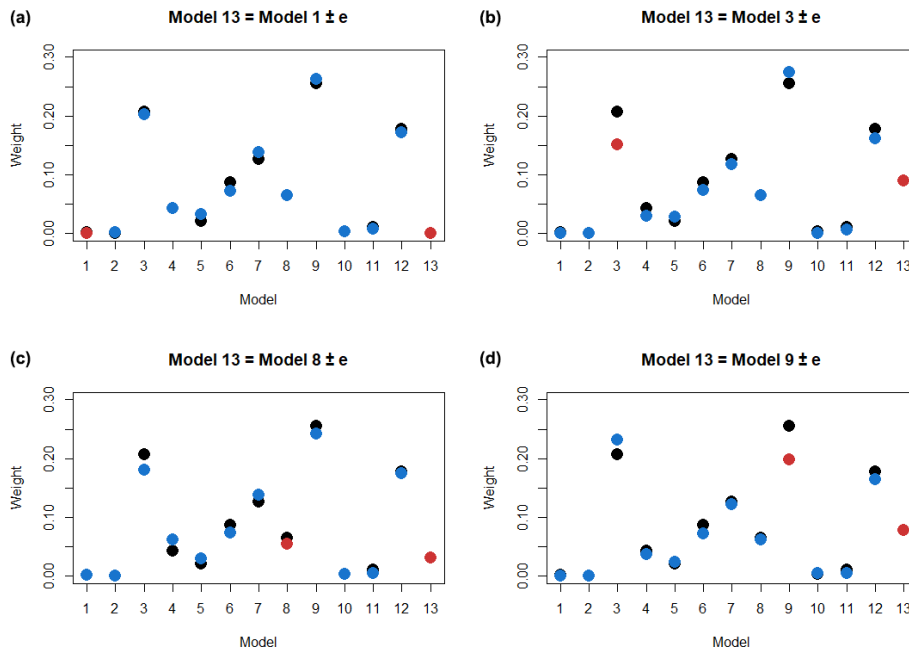 (a)
Model 13 = Model 1 ± e
Weight
0.30
0.20
0.10
0.00
1 2 3 4 5 6 7 8 9 10 11 12 13
Model
(b)
Model 13 = Model 3 ± e
Weight
0.30
0.20
0.10
0.00
1 2 3 4 5 6 7 8 9 10 11 12 13
Model
(c)
Model 13 = Model 8 ± e
Weight
0.30
0.20
0.10
0.00
1 2 3 4 5 6 7 8 9 10 11 12 13
Model
(d)
Model 13 = Model 9 ± e
Weight
0.30
0.20
0.10
0.00
1 2 3 4 5 6 7 8 9 10 11 12 13
Model